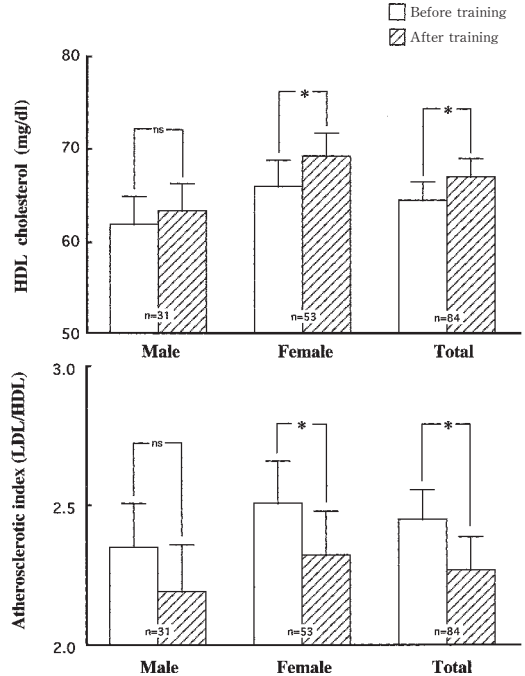 Before training
After training
80
70
60
50
HDL cholesterol (mg/dl)
ns
*
*
n=31
n=53
n=84
Male
Female
Total
3.0
2.5
2.0
Atherosclerotic index (LDL/HDL)
ns
*
*
n=31
n=53
n=84
Male
Female
Total